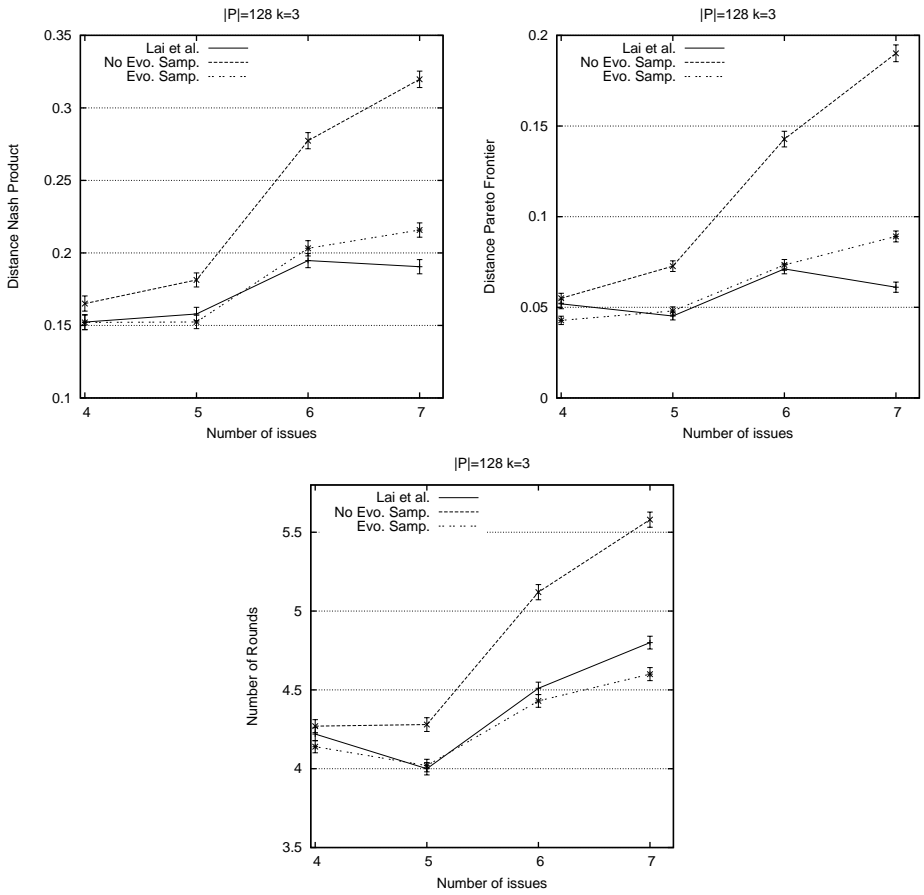 |P|=128 k=3
Lai et al.
No Evo. Samp.
Evo. Samp.
0.35
0.3
0.25
0.2
0.15
0.1
Distance Nash Product
4 5 6 7
Number of issues
|P|=128 k=3
Lai et al.
No Evo. Samp.
Evo. Samp.
0.2
0.15
0.1
0.05
0
Distance Pareto Frontier
4 5 6 7
Number of issues
|P|=128 k=3
Lai et al.
No Evo. Samp.
Evo. Samp.
5.5
5
4.5
4
3.5
Number of Rounds
4 5 6 7
Number of issues